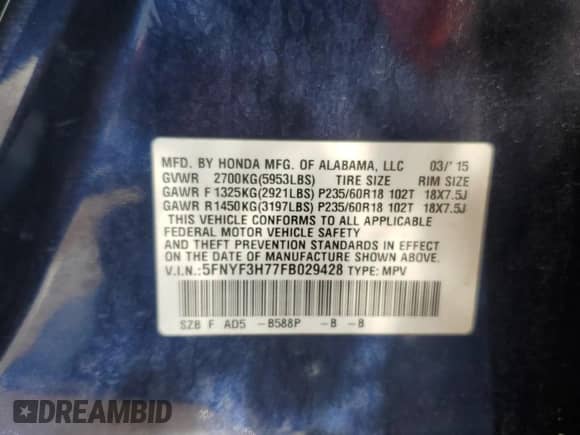 MFD. BY HONDA MFG. OF ALABAMA, LLC 03/'15
GVWR 2700KG(5953LBS) TIRE SIZE RIM SIZE
GAWR F 1325KG(2921LBS) P235/60R18 102T 18X7.5J
GAWR R1450KG(3197LBS) P235/60R18 102T 18X7.5J
THIS VEHICLE CONFORMS TO ALL APPLICABLE
FEDERAL MOTOR VEHICLE SAFETY
AND THEFT PREVENTION STANDARDS IN EFFECT
ON THE DATE OF MANUFACTURE SHOWN ABOVE.
V.I.N.:5FNYF3H77FB029428 TYPE: MPV
SZB F AD5 -B588P -B -B
DREAMBID